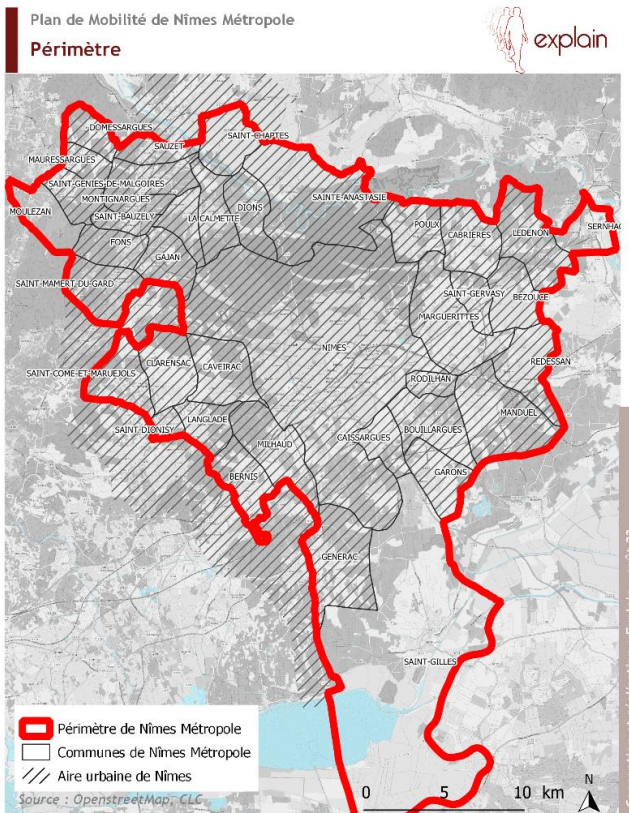 Plan de Mobilité de Nîmes Métropole
Périmètre
explain
DOMESSARGUES
SAUZET
SAINT-CHAPTES
MAURESSARGUES
SAINT-GENIES-DE-MALGOIRES
MOULEZAN
MONTIGNARGUES
SAINT-BAUZELY
LA CALMETTE
DIONS
SAINTE-ANASTASIE
FONS
GAJAN
POULX
CABRIERES
LEDENON
SERNHAC
SAINT-MAMERT-DU-GARD
SAINT-GERVASY
BEZOUCE
MARGUERITTES
NIMES
REDESSAN
CLARENSAC
CAVEIRAC
SAINT-COME-ET-MARUEJOLS
RODILHAN
MANDUEL
LANGLADE
SAINT-DIONISY
BOUILLARGUES
MILHAUD
CAISSARGUES
BERNIS
GARONS
GENERAC
SAINT-GILLES
Périmètre de Nîmes Métropole
Communes de Nîmes Métropole
Aire urbaine de Nîmes
Source : OpenstreetMap, CLC
0 5 10 km
N